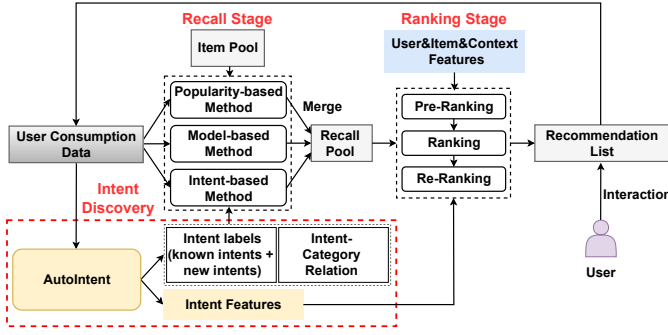 Recall Stage
Ranking Stage
Item Pool
User&Item&Context
Features
Popularity-based
Method
Merge
Pre-Ranking
User Consumption
Data
Model-based
Method
Recall
Pool
Ranking
Recommendation
List
Intent-based
Method
Re-Ranking
Intent
Discovery
Interaction
AutoIntent
Intent labels
(known intents +
new intents)
Intent-
Category
Relation
User
Intent Features